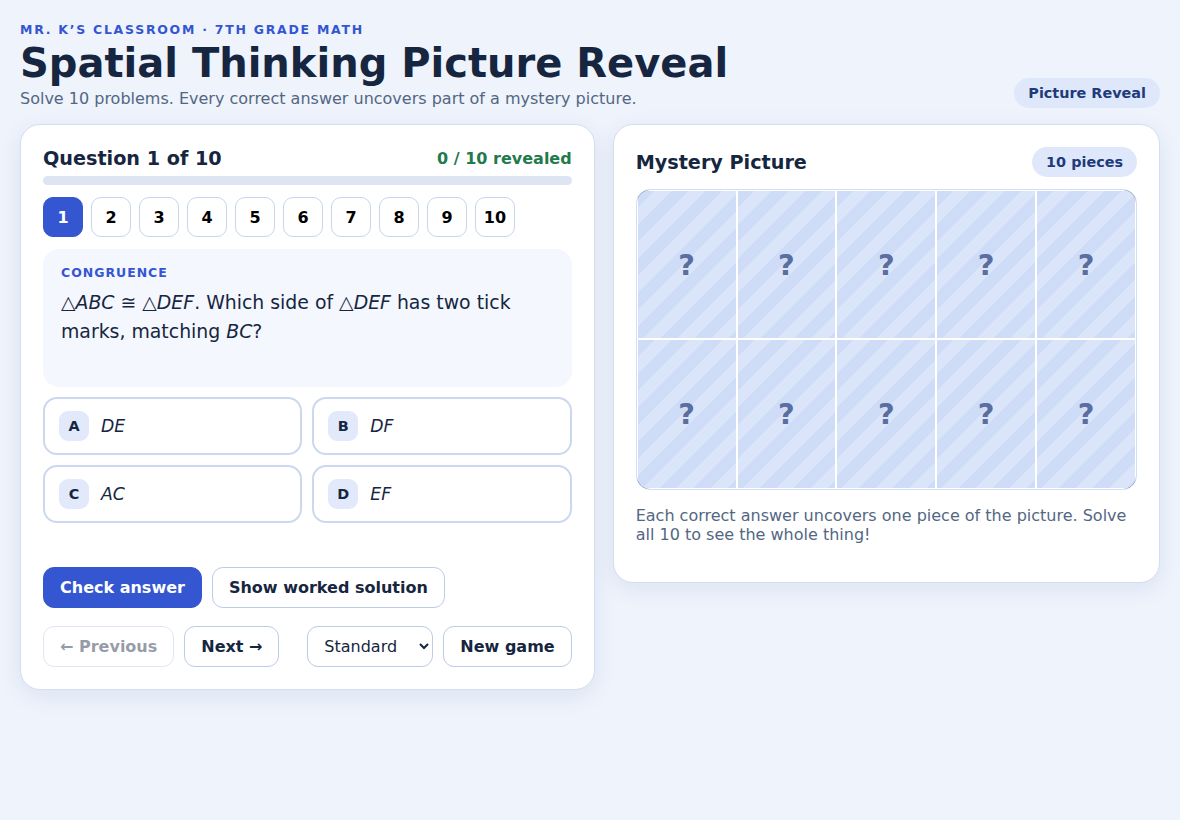 MR. K’S CLASSROOM · 7TH GRADE MATH
Spatial Thinking Picture Reveal
Solve 10 problems. Every correct answer uncovers part of a mystery picture.
Picture Reveal
Question 1 of 10
0 / 10 revealed
1 2 3 4 5 6 7 8 9 10
CONGRUENCE
△ABC ≅ △DEF. Which side of △DEF has two tick
marks, matching BC?
A DE
B DF
C AC
D EF
Check answer
Show worked solution
← Previous
Next →
Standard
New game
Mystery Picture
10 pieces
? ? ? ? ?
? ? ? ? ?
Each correct answer uncovers one piece of the picture. Solve
all 10 to see the whole thing!